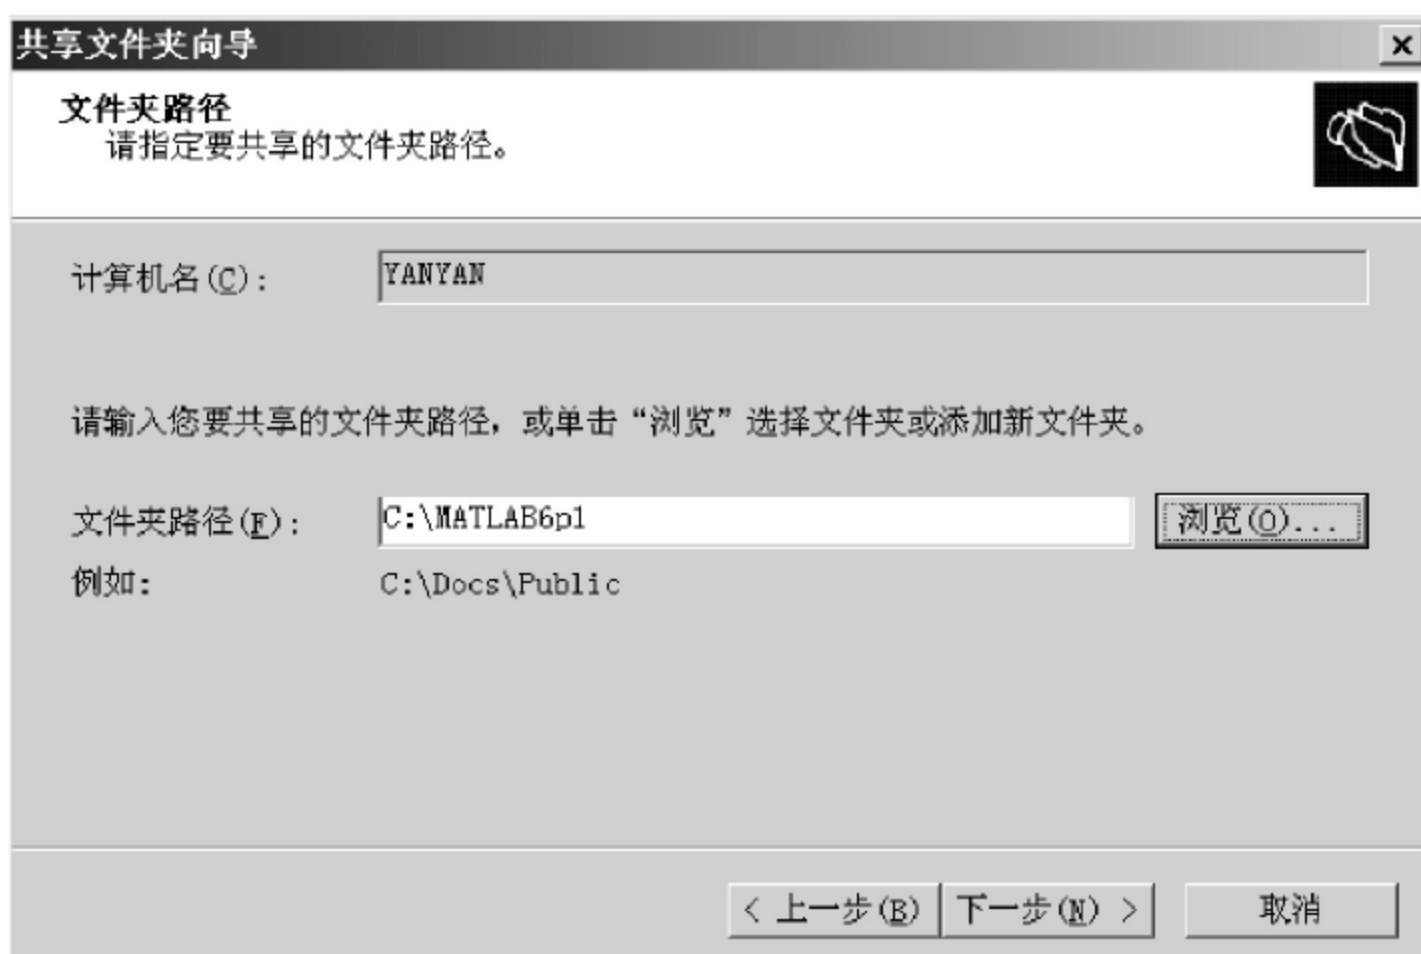 共享文件夹向导
文件夹路径
请指定要共享的文件夹路径。
计算机名(C): YANYAN
请输入您要共享的文件夹路径，或单击“浏览”选择文件夹或添加新文件夹。
文件夹路径(F): C:\MATLAB6p1 浏览(O)...
例如: C:\Docs\Public
< 上一步(B) 下一步(N) > 取消